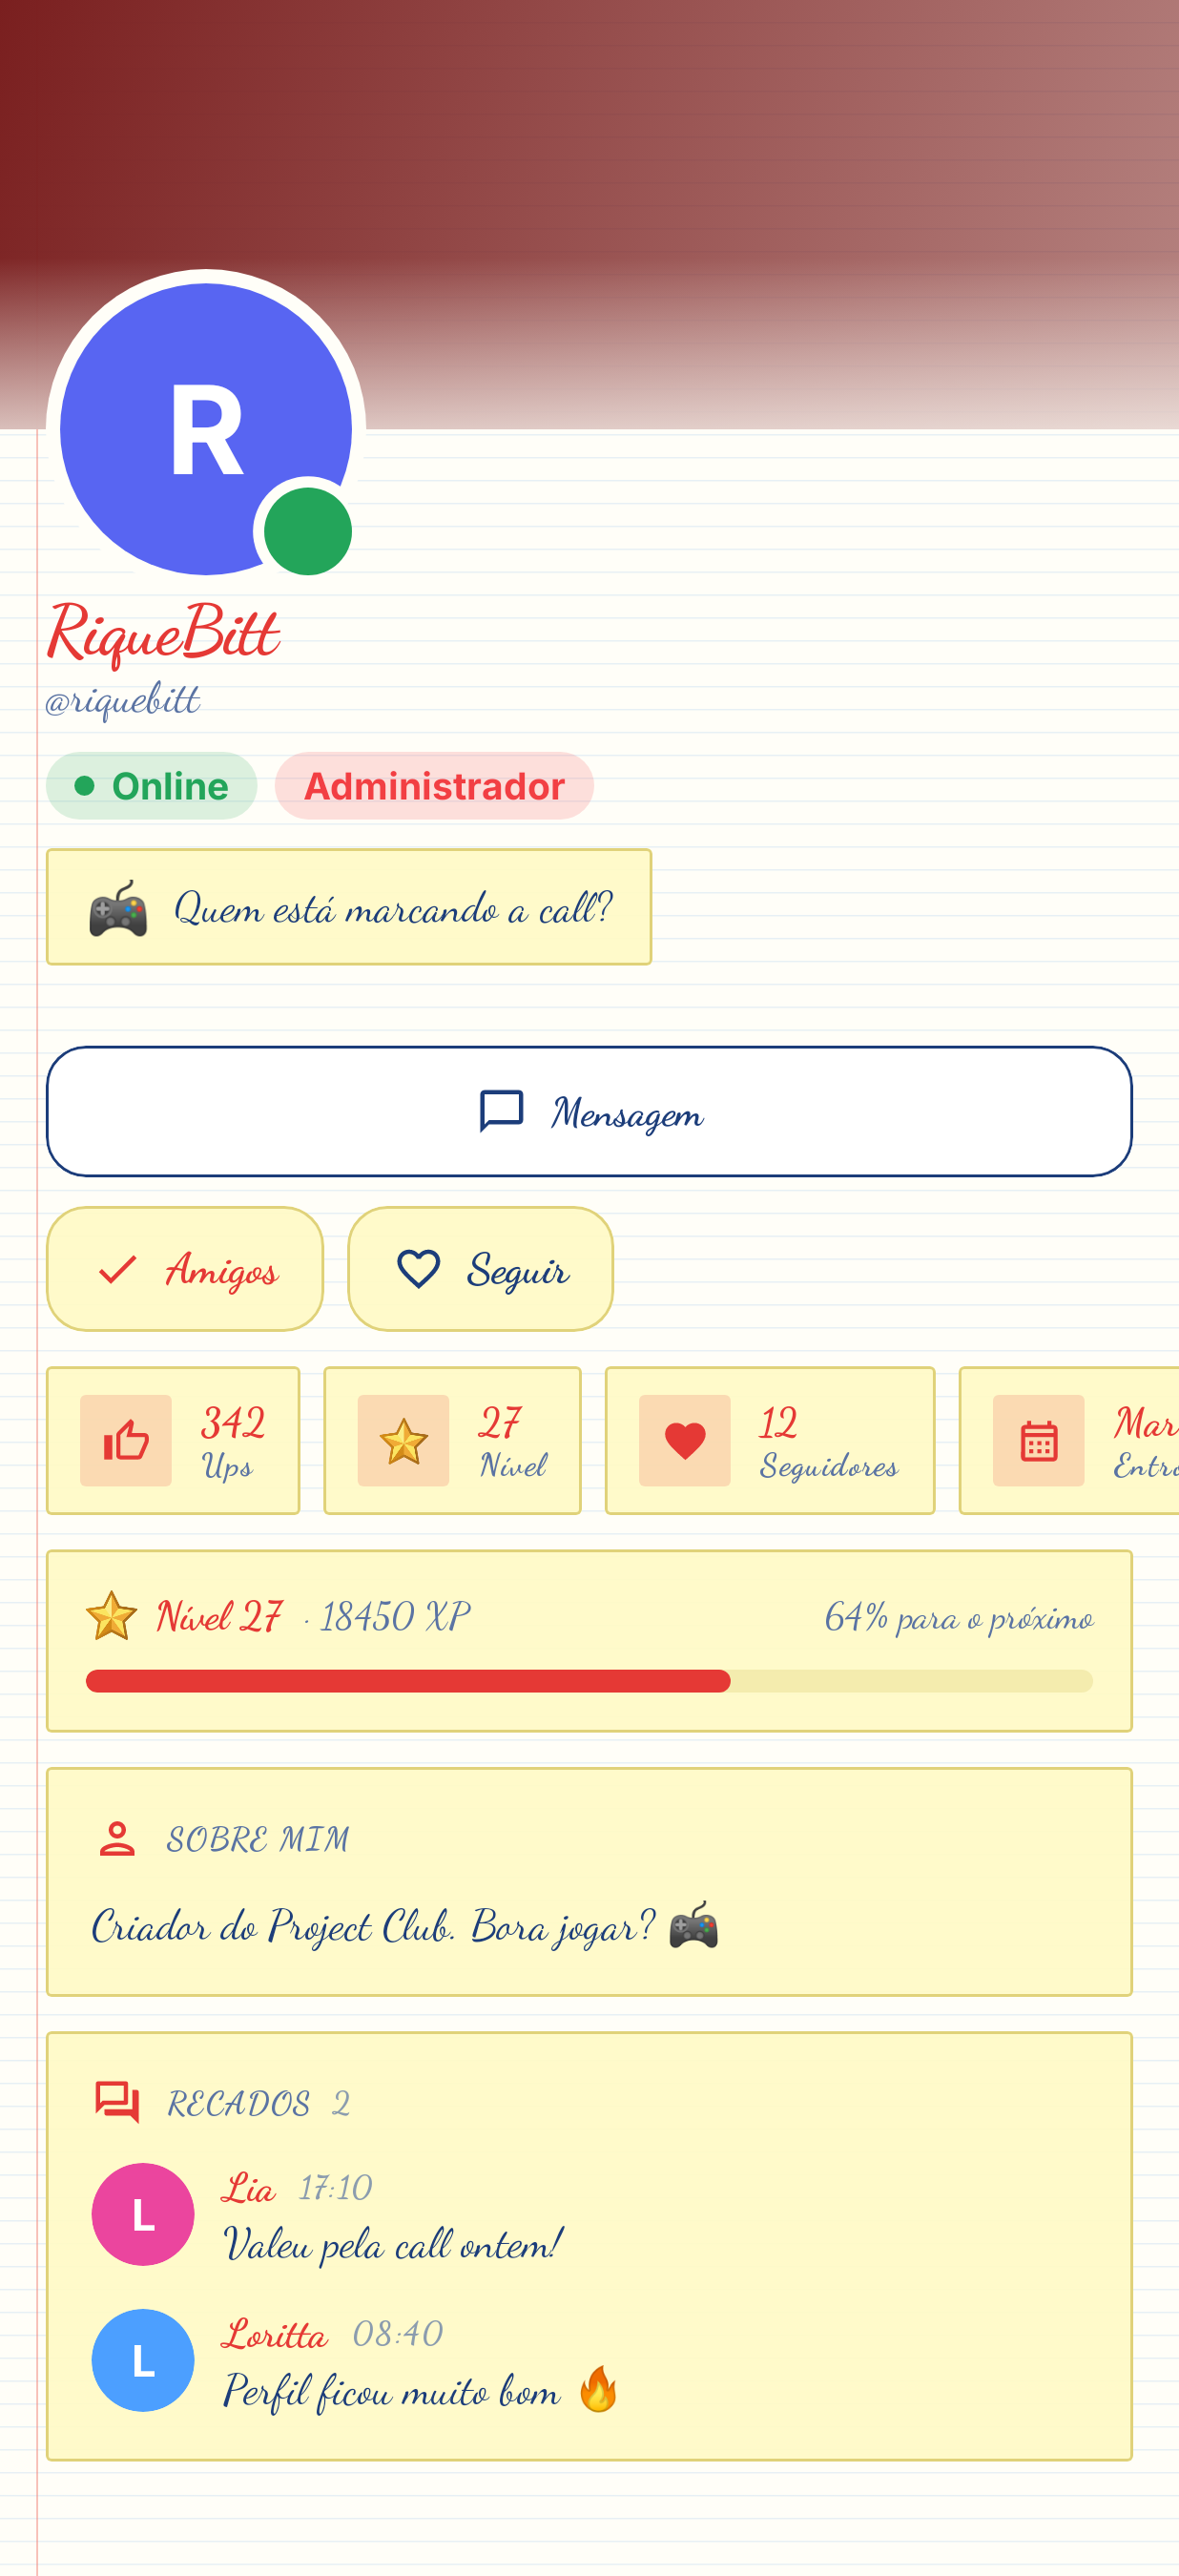 R
RiqueBitt
@riquebitt
Online
Administrador
🎮 Quem está marcando a call?
Mensagem
Amigos
Seguir
342
Ups
27
Nível
12
Seguidores
Nível 27 · 18450 XP
64% para o próximo
SOBRE MIM
Criador do Project Club. Bora jogar? 🎮
RECADOS 2
L
Lia 17:10
Valeu pela call ontem!
L
Loritta 08:40
Perfil ficou muito bom 🔥